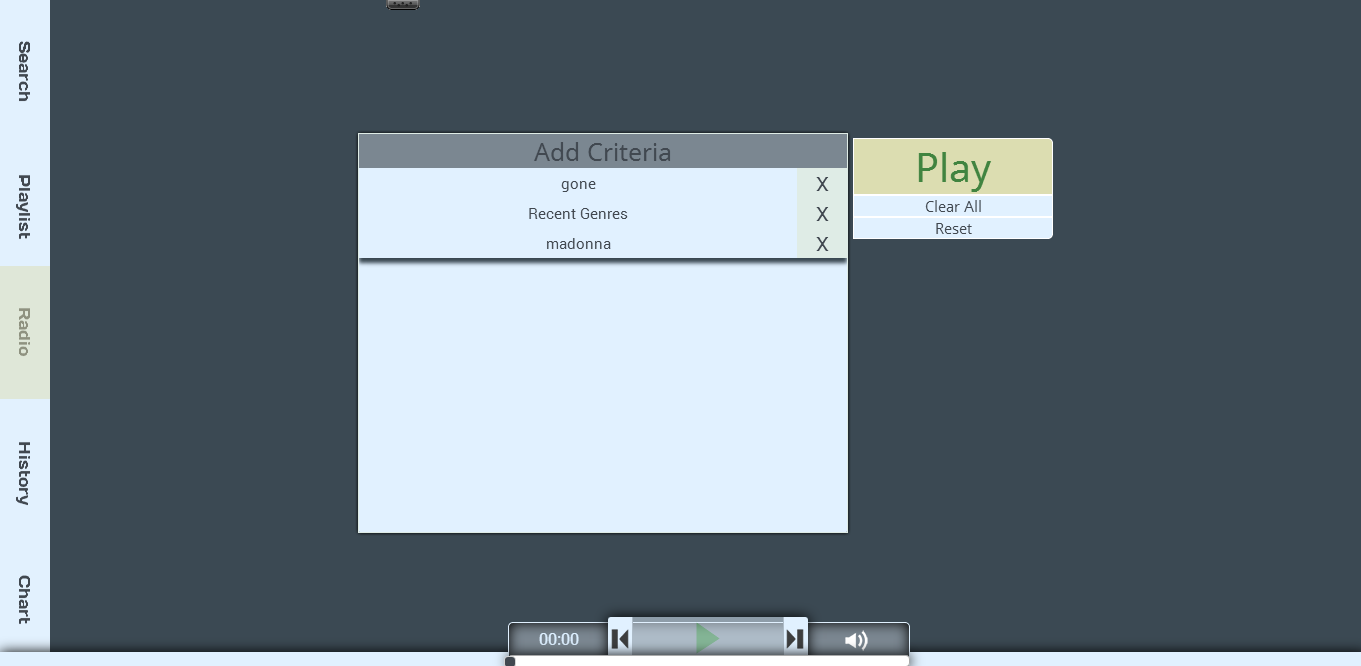 Search
Playlist
Radio
History
Chart
Add Criteria
gone X
Recent Genres X
madonna X
Play
Clear All
Reset
00:00